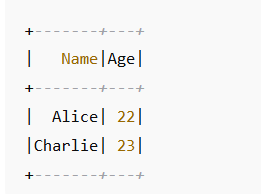 +-------+---+
|   Name|Age|
+-------+---+
|  Alice| 22|
|Charlie| 23|
+-------+---+